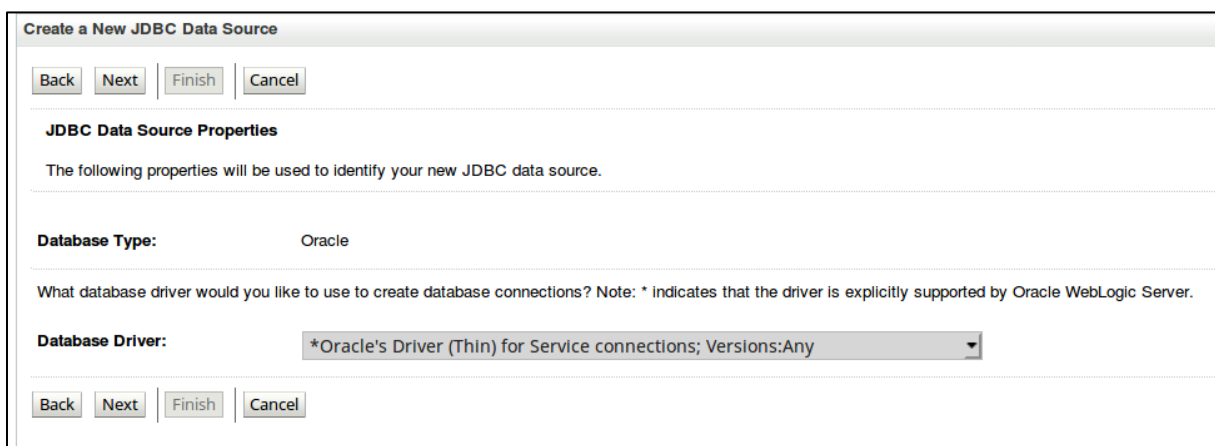 Create a New JDBC Data Source
Back Next Finish Cancel
JDBC Data Source Properties
The following properties will be used to identify your new JDBC data source.
Database Type: Oracle
What database driver would you like to use to create database connections? Note: * indicates that the driver is explicitly supported by Oracle WebLogic Server.
Database Driver: *Oracle's Driver (Thin) for Service connections; Versions:Any
Back Next Finish Cancel